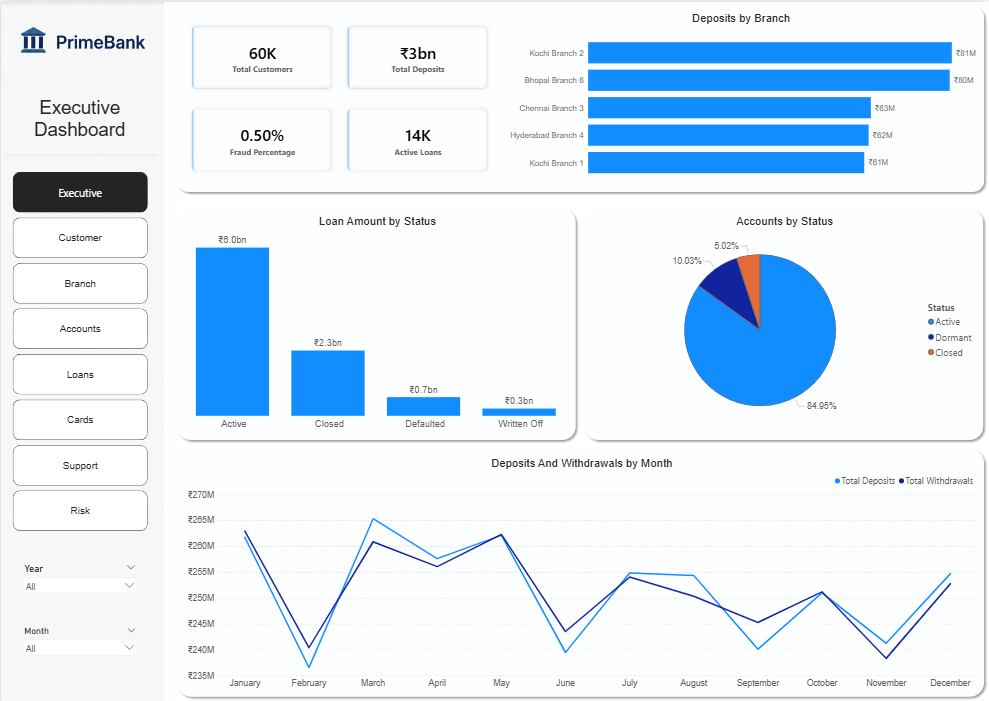 PrimeBank
Executive
Dashboard
Executive
Customer
Branch
Accounts
Loans
Cards
Support
Risk
Year
All
Month
All
60K
Total Customers
₹3bn
Total Deposits
0.50%
Fraud Percentage
14K
Active Loans
Deposits by Branch
Kochi Branch 2 ₹81M
Bhopal Branch 8 ₹80M
Chennai Branch 3 ₹63M
Hyderabad Branch 4 ₹62M
Kochi Branch 1 ₹61M
Loan Amount by Status
₹6.0bn
₹2.3bn
₹0.7bn
₹0.3bn
Active Closed Defaulted Written Off
Accounts by Status
5.02%
10.03%
84.95%
Status
Active
Dormant
Closed
Deposits And Withdrawals by Month
Total Deposits Total Withdrawals
₹270M
₹265M
₹260M
₹255M
₹250M
₹245M
₹240M
₹235M
January February March April May June July August September October November December